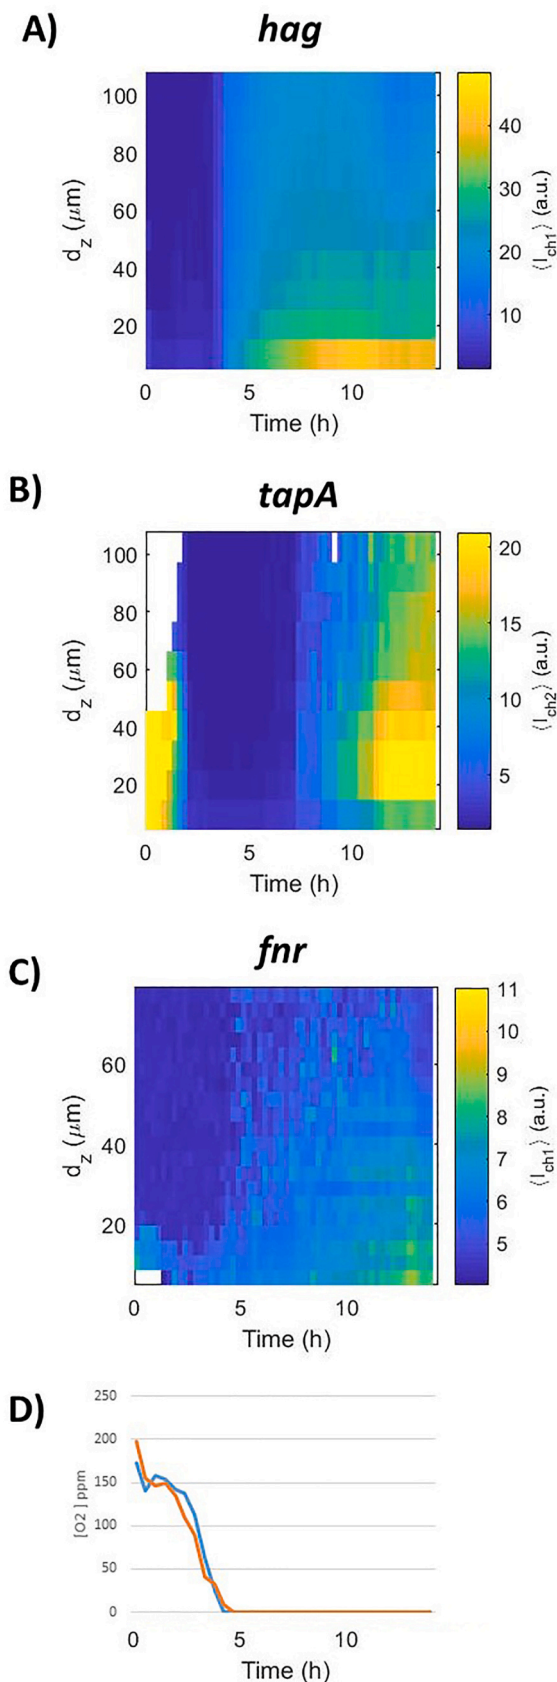 A)
hag
100
80
60
40
20
d_z (μm)
0 5 10
Time (h)
40
30
20
10
⟨I_ch1⟩ (a.u.)
B)
tapA
100
80
60
40
20
d_z (μm)
0 5 10
Time (h)
20
15
10
5
⟨I_ch2⟩ (a.u.)
C)
fnr
60
40
20
d_z (μm)
0 5 10
Time (h)
11
10
9
8
7
6
5
⟨I_ch1⟩ (a.u.)
D)
250
200
150
100
50
0
[O2] ppm
0 5 10
Time (h)